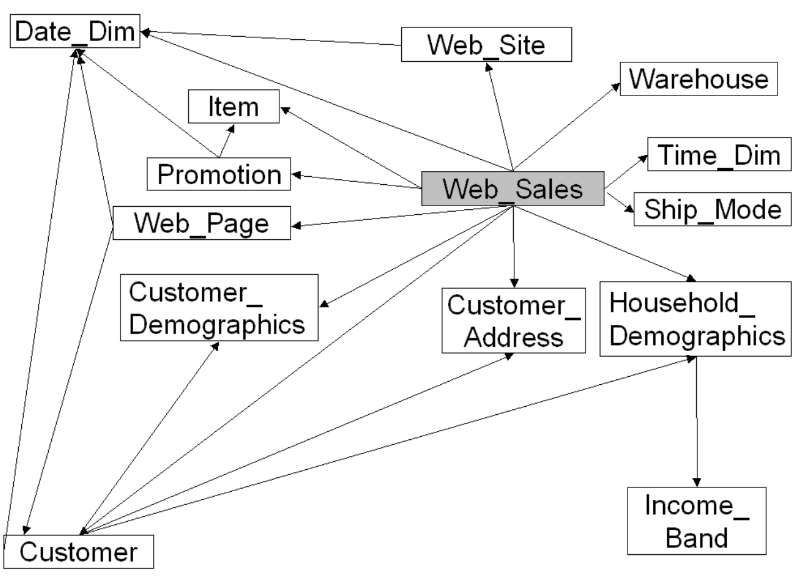 Date_Dim
Web_Site
Warehouse
Item
Time_Dim
Promotion
Web_Sales
Ship_Mode
Web_Page
Customer_
Demographics
Customer_
Address
Household_
Demographics
Income_
Band
Customer